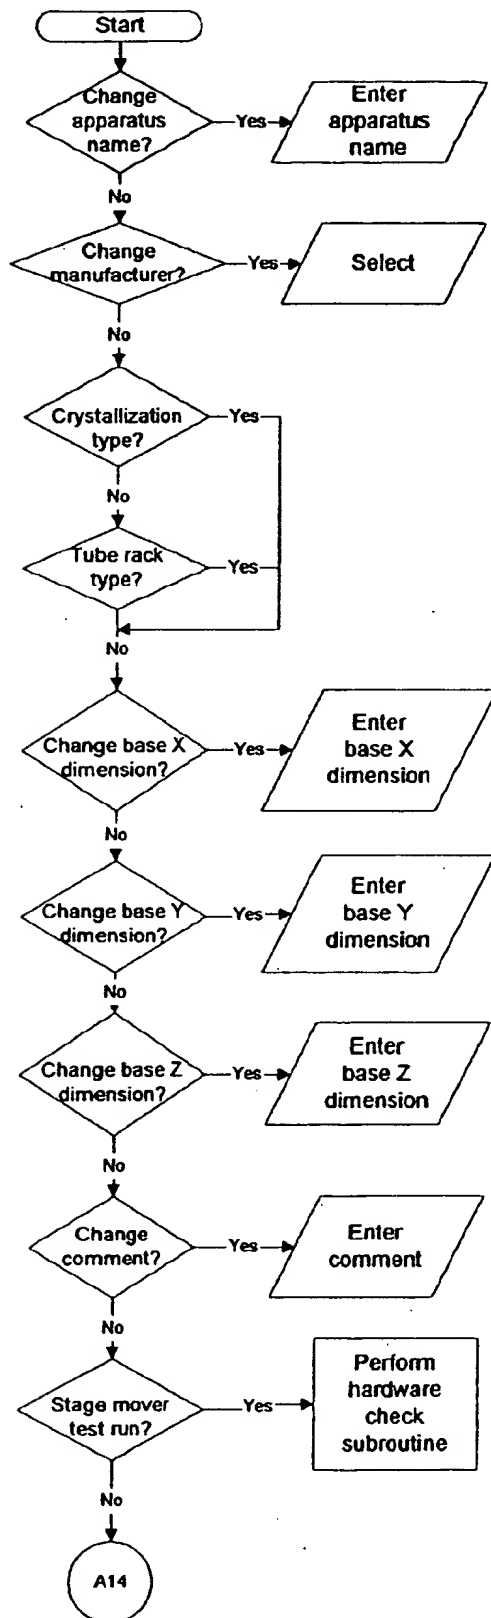 Start
Change
apparatus
name?
Yes
Enter
apparatus
name
No
Change
manufacturer?
Yes
Select
No
Crystallization
type?
Yes
No
Tube rack
type?
Yes
No
Change base X
dimension?
Yes
Enter
base X
dimension
No
Change base Y
dimension?
Yes
Enter
base Y
dimension
No
Change base Z
dimension?
Yes
Enter
base Z
dimension
No
Change
comment?
Yes
Enter
comment
No
Stage mover
test run?
Yes
Perform
hardware
check
subroutine
No
A14